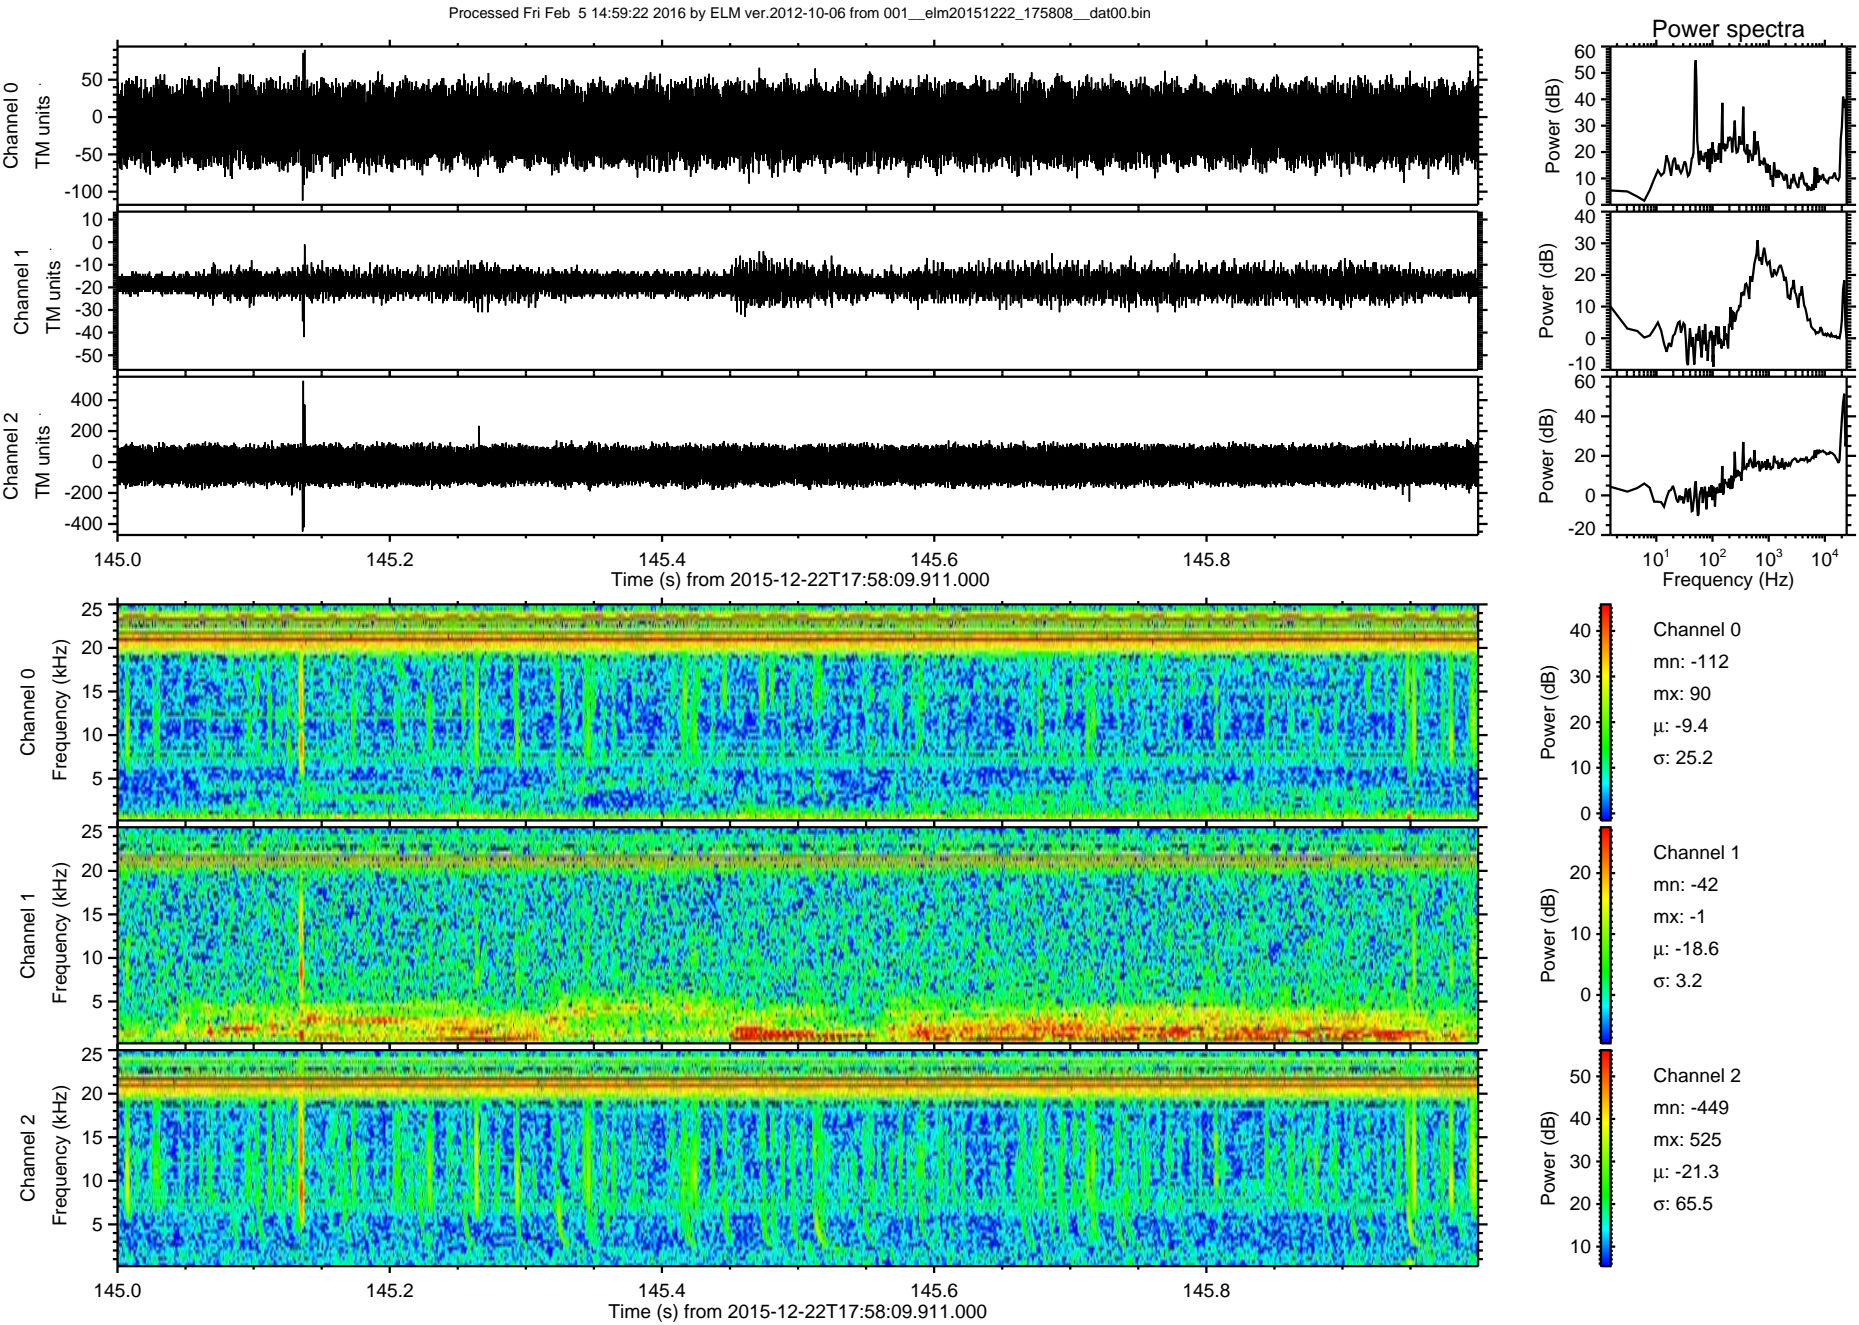 Processed Fri Feb  5 14:59:22 2016 by ELM ver.2012-10-06 from 001__elm20151222_175808__dat00.bin
Power spectra
Channel 0
TM units
50
0
-50
-100
Power (dB)
60
50
40
30
20
10
0
Channel 1
TM units
10
0
-10
-20
-30
-40
-50
Power (dB)
40
30
20
10
0
-10
Channel 2
TM units
400
200
0
-200
-400
Power (dB)
60
40
20
0
-20
145.0 145.2 145.4 145.6 145.8
Time (s) from 2015-12-22T17:58:09.911.000
10¹ 10² 10³ 10⁴
Frequency (Hz)
Channel 0
Frequency (kHz)
25
20
15
10
5
Power (dB)
40
30
20
10
0
Channel 0
mn: -112
mx: 90
μ: -9.4
σ: 25.2
Channel 1
Frequency (kHz)
25
20
15
10
5
Power (dB)
20
10
0
Channel 1
mn: -42
mx: -1
μ: -18.6
σ: 3.2
Channel 2
Frequency (kHz)
25
20
15
10
5
Power (dB)
50
40
30
20
10
Channel 2
mn: -449
mx: 525
μ: -21.3
σ: 65.5
145.0 145.2 145.4 145.6 145.8
Time (s) from 2015-12-22T17:58:09.911.000